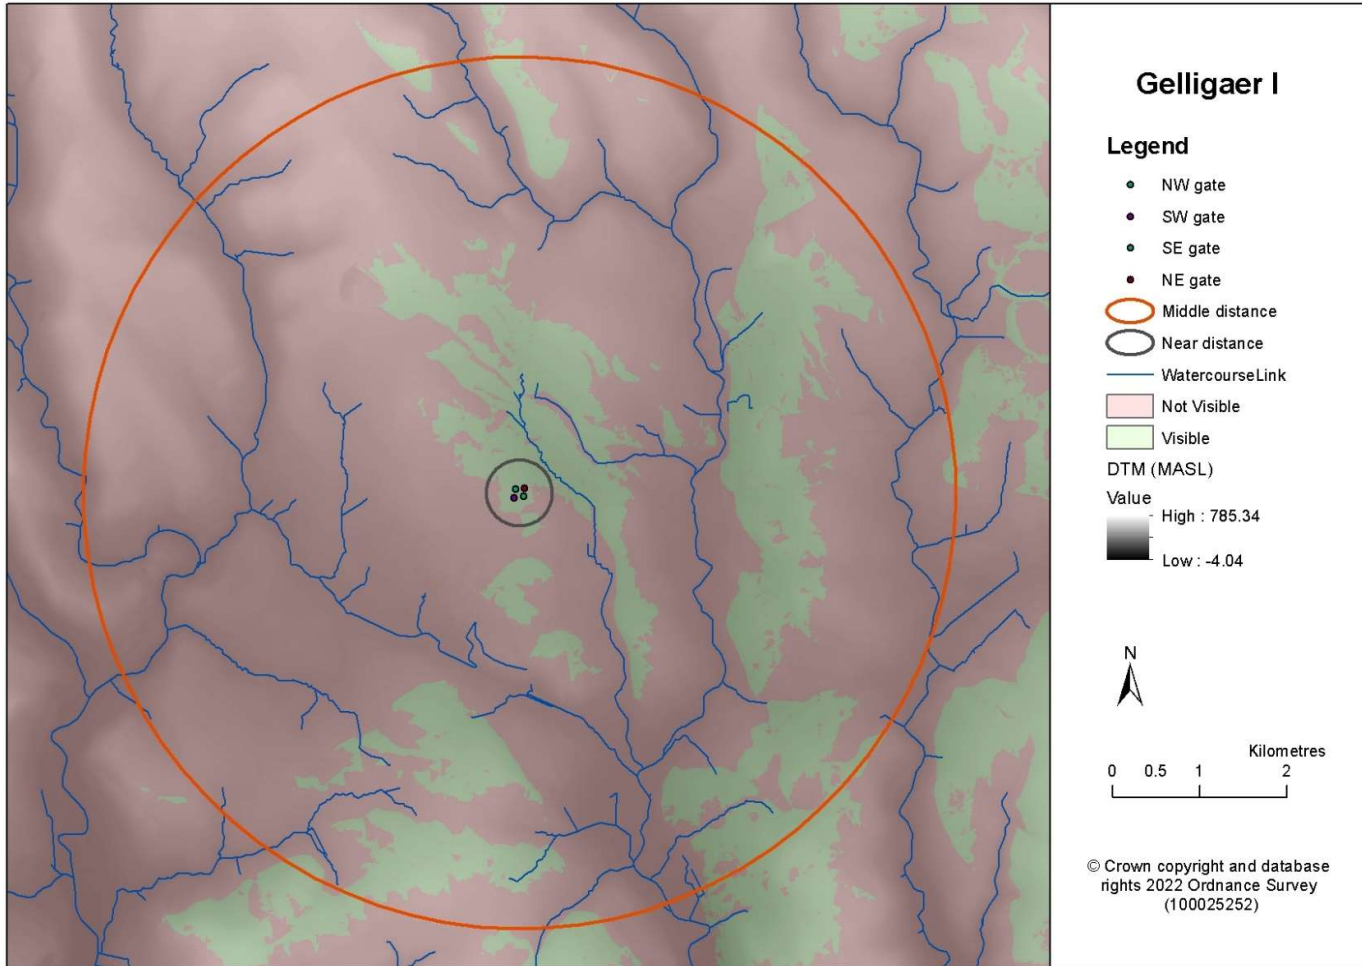 Gelligaer I
Legend
NW gate
SW gate
SE gate
NE gate
Middle distance
Near distance
WatercourseLink
Not Visible
Visible
DTM (MASL)
Value
High : 785.34
Low : -4.04
N
Kilometres
0 0.5 1 2
© Crown copyright and database
rights 2022 Ordnance Survey
(100025252)